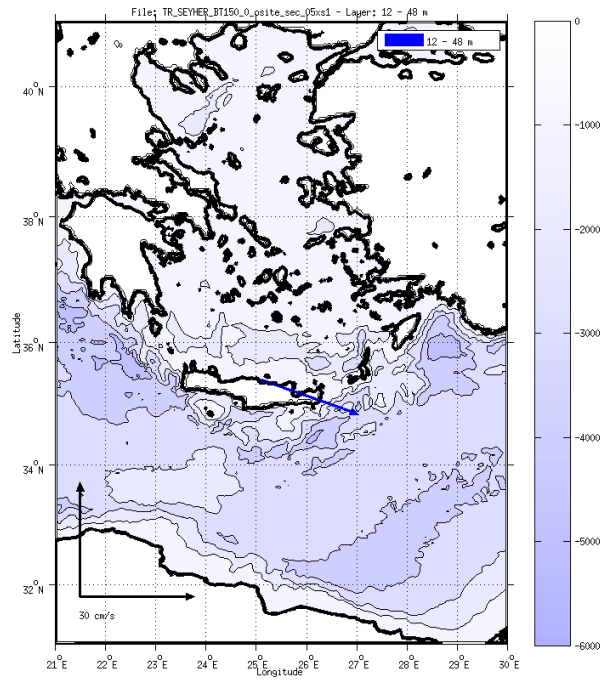 File: TR_SEYHER_BT150_0_osite_sec_05xs1 - Layer: 12 - 48 m
12 - 48 m
40°N
38°N
36°N
34°N
32°N
Latitude
30 cm/s
21°E 22°E 23°E 24°E 25°E 26°E 27°E 28°E 29°E 30°E
Longitude
0
-1000
-2000
-3000
-4000
-5000
-6000